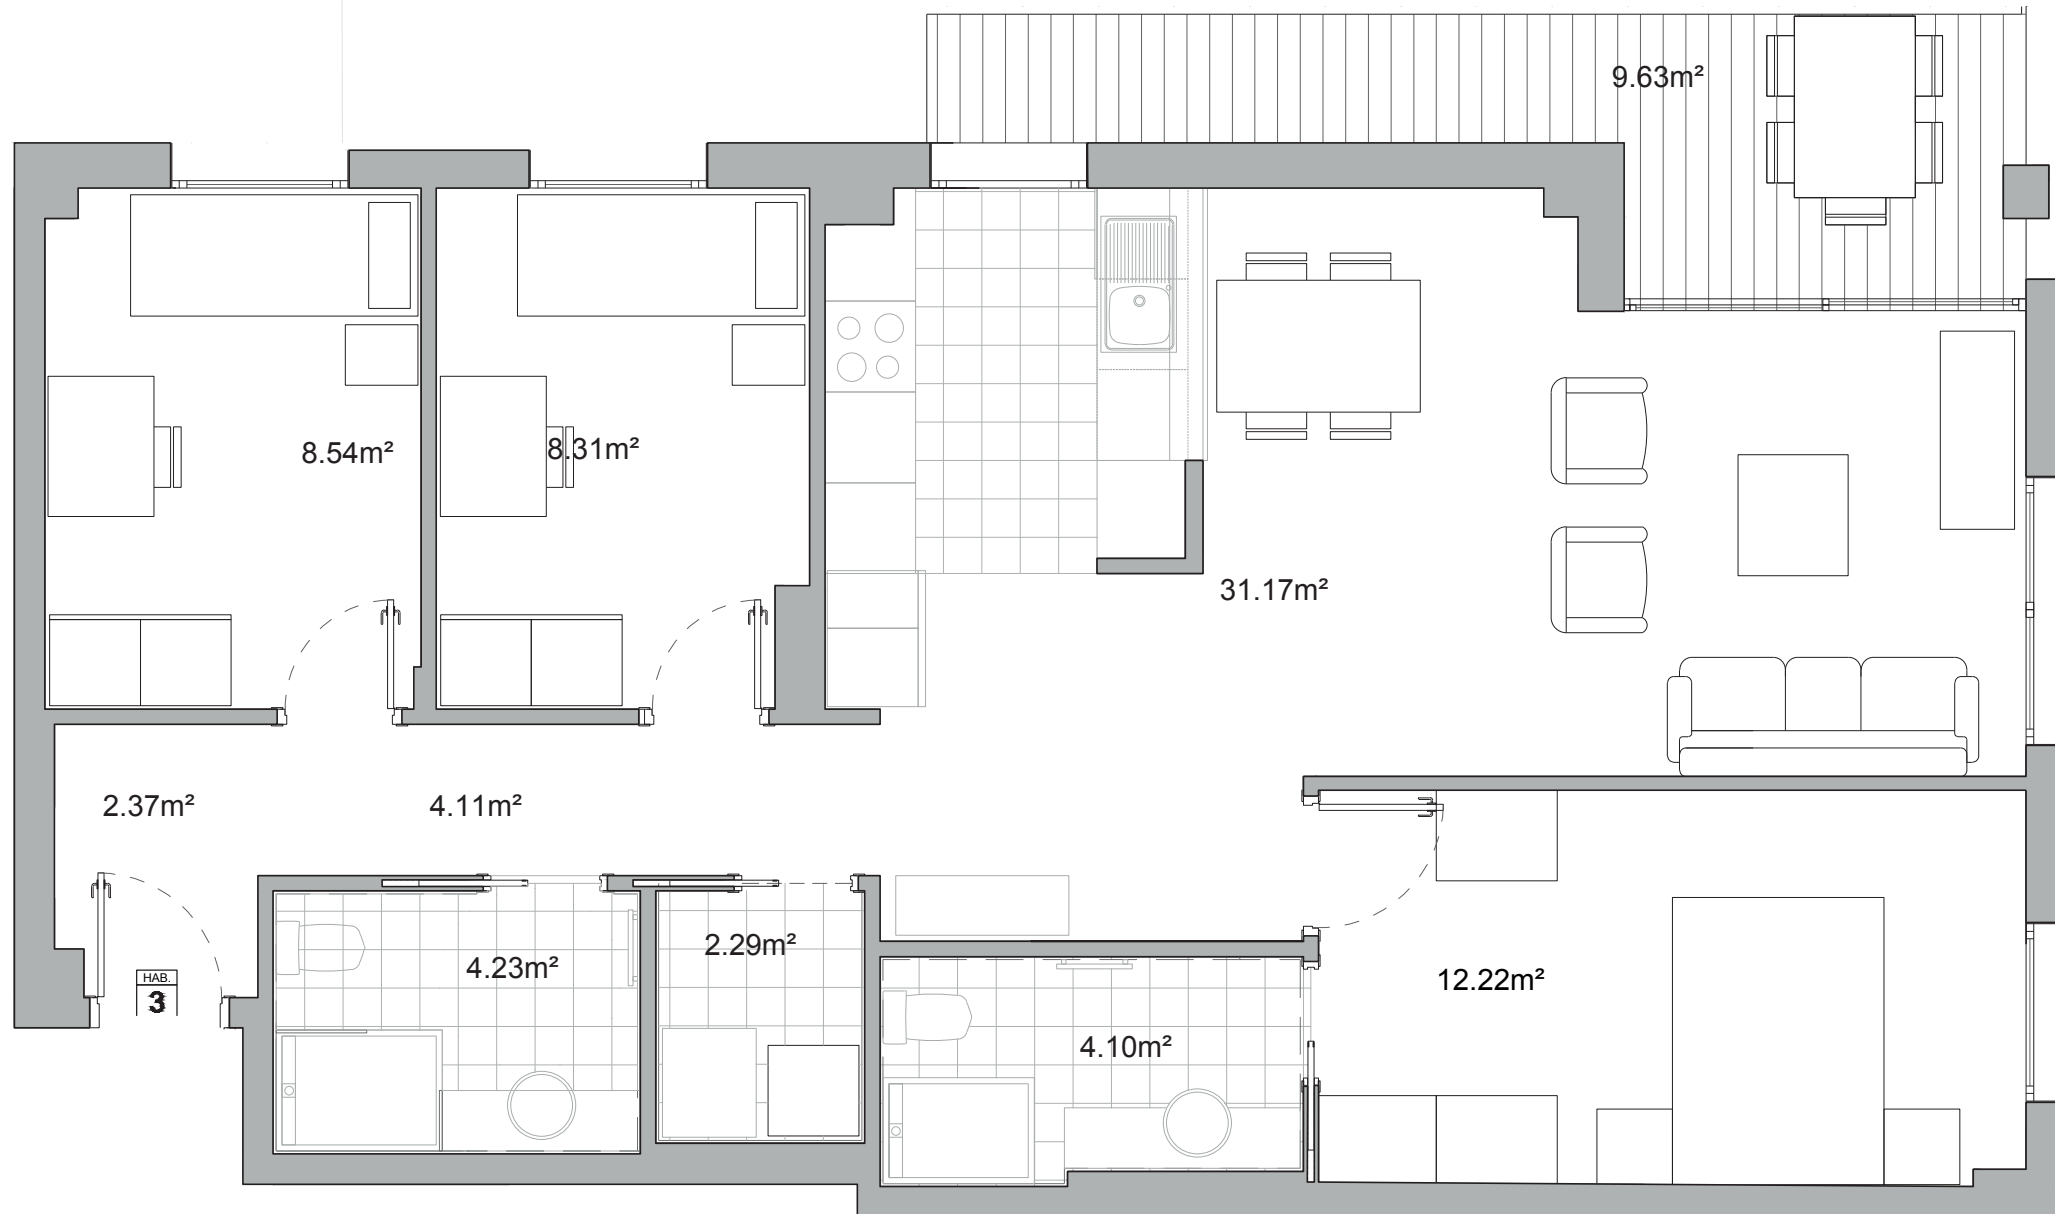 9.63m²
8.54m²
8.31m²
31.17m²
2.37m²
4.11m²
2.29m²
4.23m²
12.22m²
HAB.
3
4.10m²